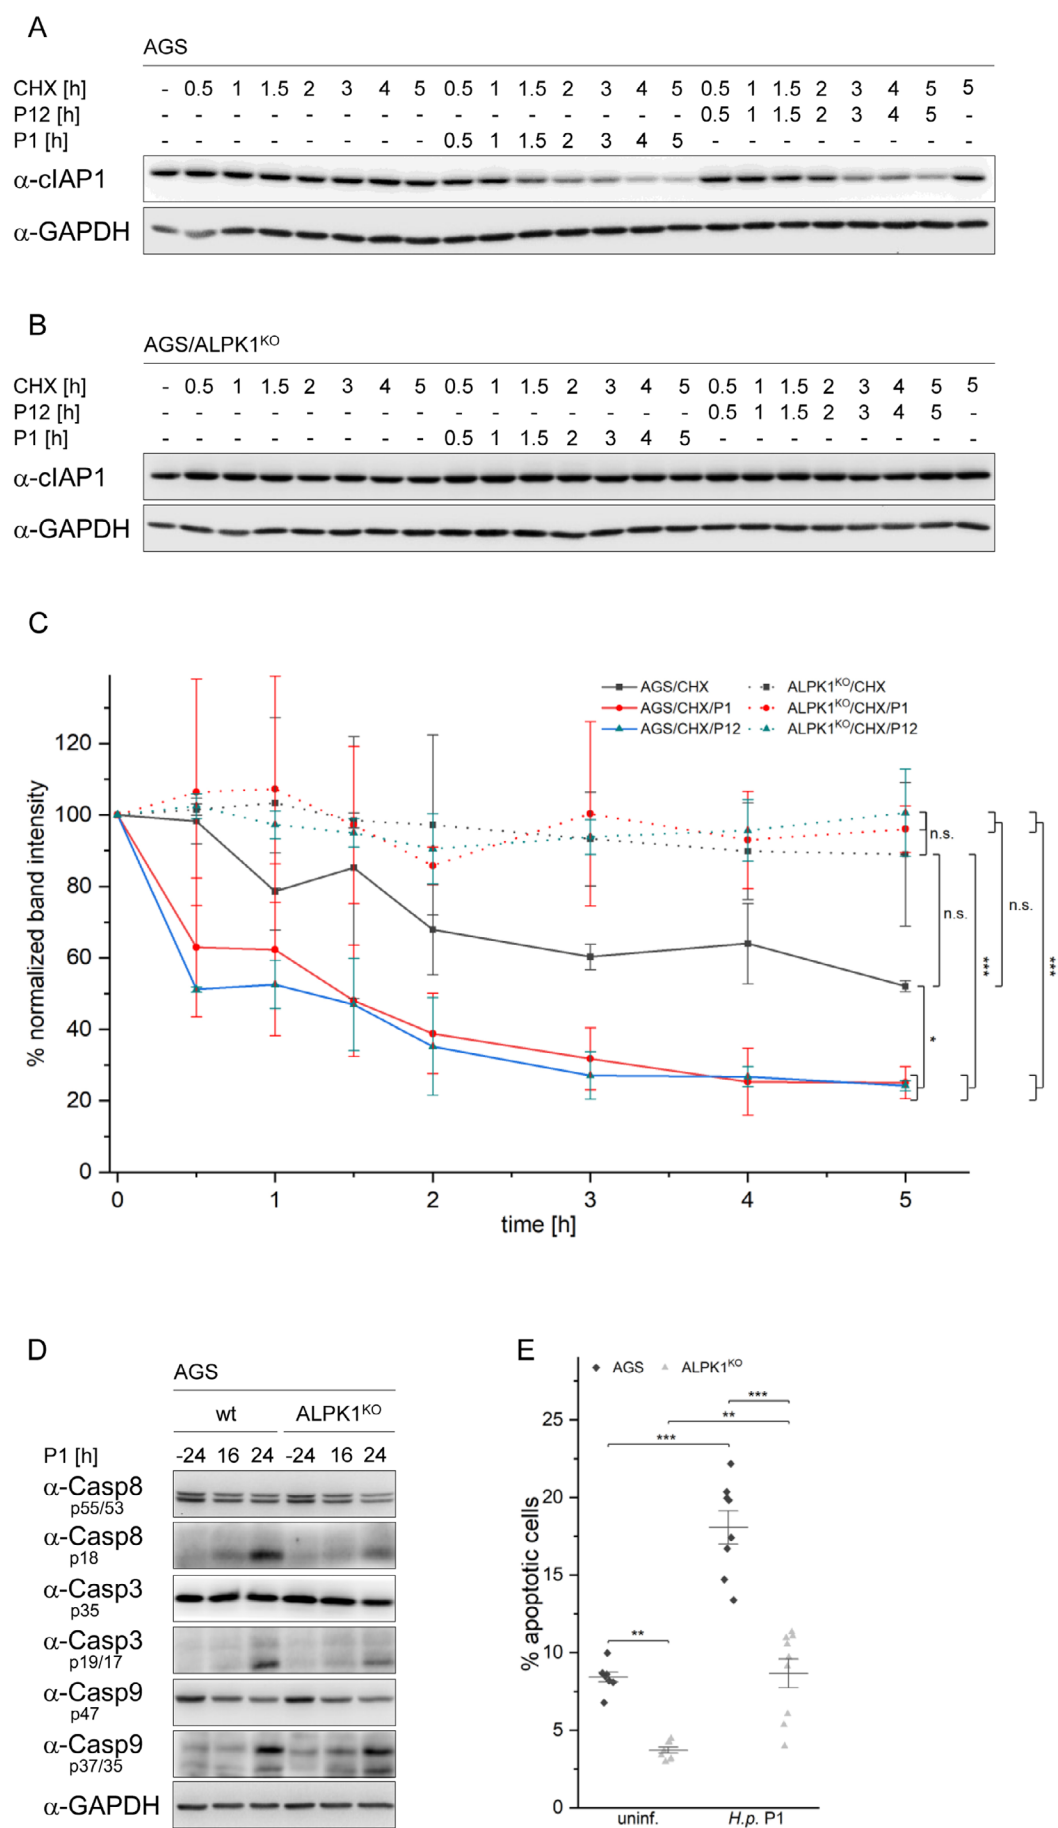 A
AGS
CHX [h] - 0.5 1 1.5 2 3 4 5 0.5 1 1.5 2 3 4 5 0.5 1 1.5 2 3 4 5 5
P12 [h] - - - - - - - - - - - - - - - 0.5 1 1.5 2 3 4 5 -
P1 [h] - - - - - - - - 0.5 1 1.5 2 3 4 5 - - - - - - - -
α-cIAP1
α-GAPDH
B
AGS/ALPK1KO
CHX [h] - 0.5 1 1.5 2 3 4 5 0.5 1 1.5 2 3 4 5 0.5 1 1.5 2 3 4 5 5
P12 [h] - - - - - - - - - - - - - - - 0.5 1 1.5 2 3 4 5 -
P1 [h] - - - - - - - - 0.5 1 1.5 2 3 4 5 - - - - - - - -
α-cIAP1
α-GAPDH
C
AGS/CHX ALPK1KO/CHX
AGS/CHX/P1 ALPK1KO/CHX/P1
AGS/CHX/P12 ALPK1KO/CHX/P12
% normalized band intensity
120
100
80
60
40
20
0
n.s.
n.s.
n.s.
***
***
*
0 1 2 3 4 5
time [h]
D
AGS
wt ALPK1KO
P1 [h] -24 16 24 -24 16 24
α-Casp8
p55/53
α-Casp8
p18
α-Casp3
p35
α-Casp3
p19/17
α-Casp9
p47
α-Casp9
p37/35
α-GAPDH
E
AGS ALPK1KO
% apoptotic cells
25
20
15
10
5
0
***
**
***
**
uninf. H.p. P1